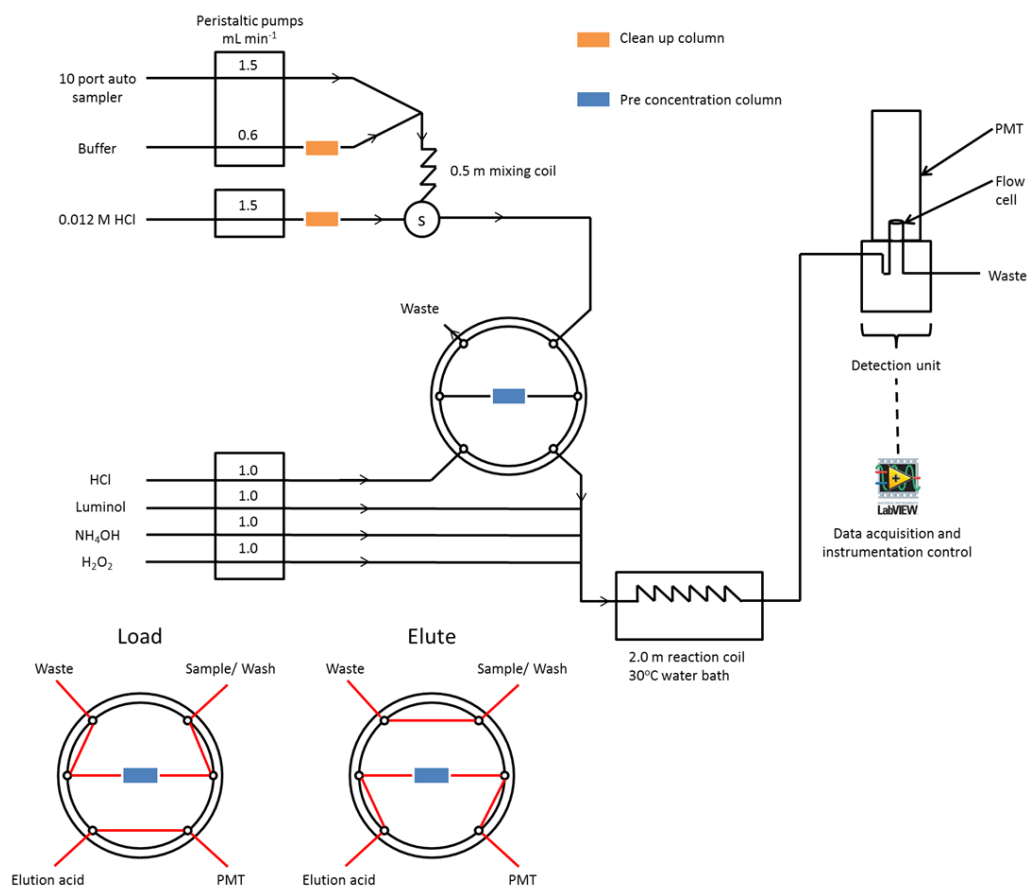 Peristaltic pumps
mL min⁻¹
1.5
10 port auto
sampler
0.6
Buffer
1.5
0.012 M HCl
Clean up column
Pre concentration column
0.5 m mixing coil
S
Waste
PMT
Flow
cell
Waste
Detection unit
LabVIEW
Data acquisition and
instrumentation control
1.0
HCl
1.0
Luminol
1.0
NH₄OH
1.0
H₂O₂
2.0 m reaction coil
30°C water bath
Load
Waste
Sample/ Wash
Elution acid
PMT
Elute
Waste
Sample/ Wash
Elution acid
PMT